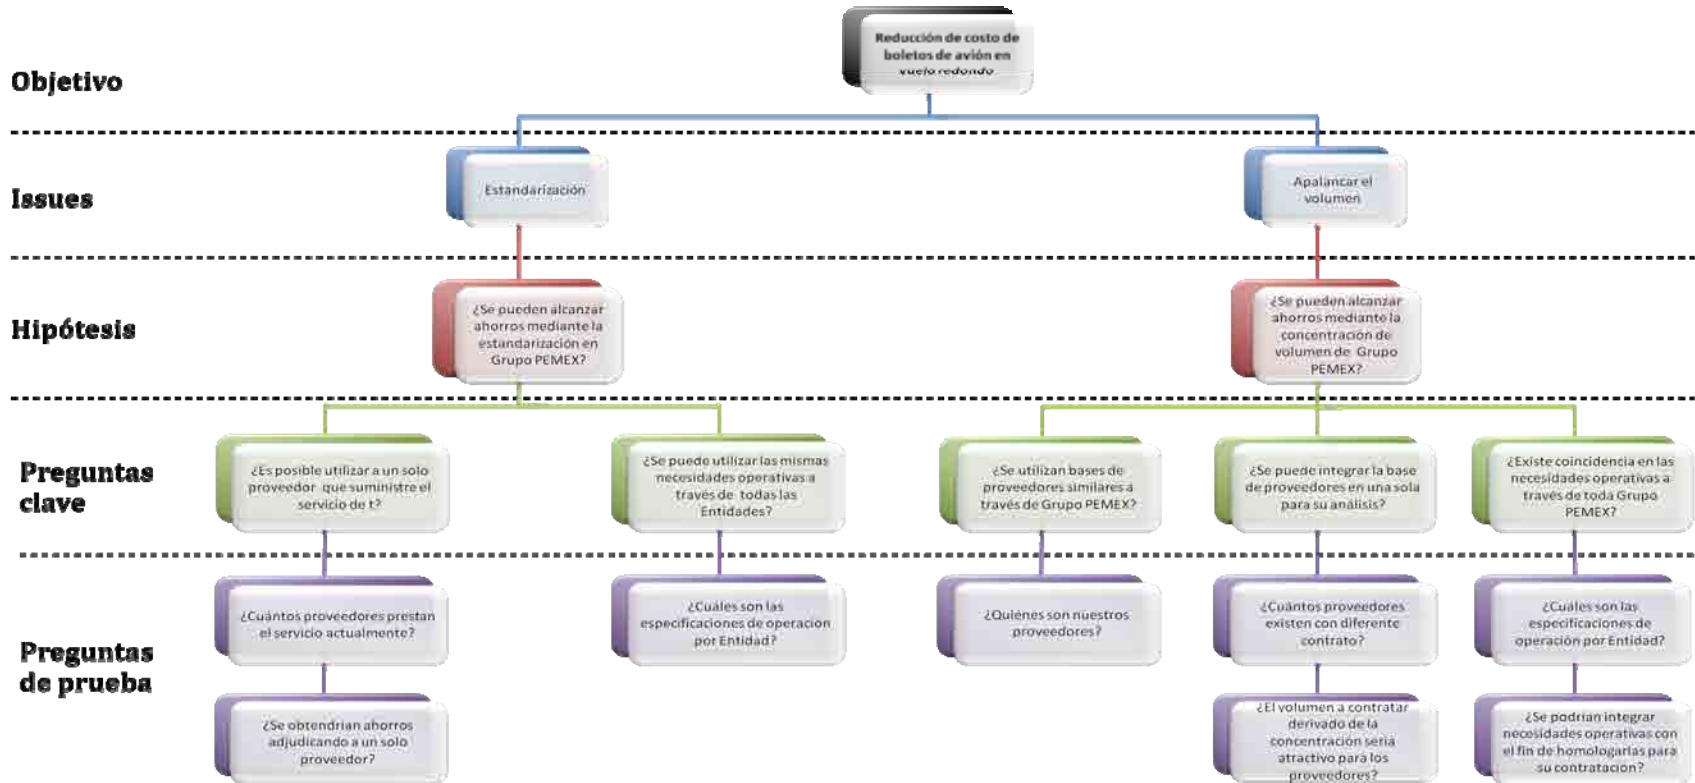 Objetivo
Reducción de costo de
boletos de avión en
vuelo redondo
Issues
Estandarización
Apalancar el
volumen
Hipótesis
¿Se pueden alcanzar
ahorros mediante la
estandarización en
Grupo PEMEX?
¿Se pueden alcanzar
ahorros mediante la
concentración de
volumen de Grupo
PEMEX?
Preguntas
clave
¿Es posible utilizar a un solo
proveedor que suministre el
servicio de t?
¿Se puede utilizar las mismas
necesidades operativas a
través de todas las
Entidades?
¿Se utilizan bases de
proveedores similares a
través de Grupo PEMEX?
¿Se puede integrar la base
de proveedores en una sola
para su análisis?
¿Existe coincidencia en las
necesidades operativas a
través de toda Grupo
PEMEX?
Preguntas
de prueba
¿Cuántos proveedores prestan
el servicio actualmente?
¿Cuáles son las
especificaciones de operación
por Entidad?
¿Quiénes son nuestros
proveedores?
¿Cuántos proveedores
existen con diferente
contrato?
¿Cuáles son las
especificaciones de
operación por Entidad?
¿Se obtendrían ahorros
adjudicando a un solo
proveedor?
¿El volumen a contratar
derivado de la
concentración sería
atractivo para los
proveedores?
¿Se podrían integrar
necesidades operativas con
el fin de homologarlas para
su contratación?